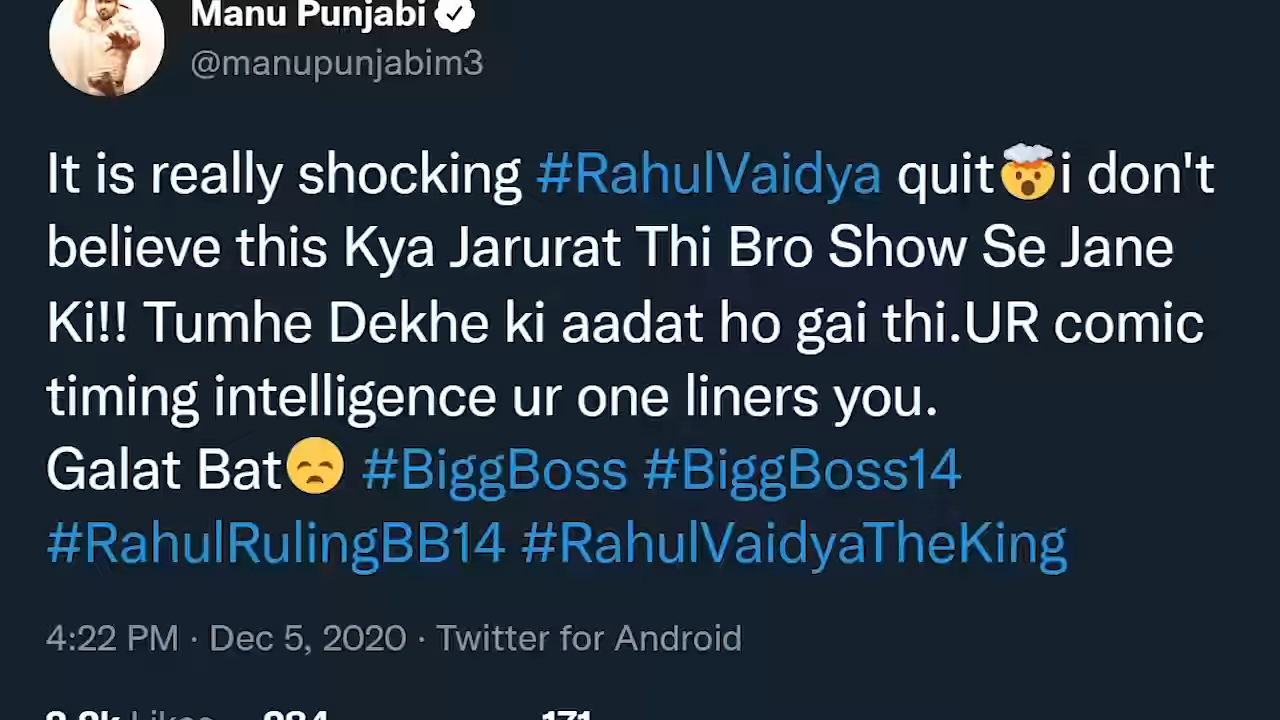 Manu Punjabi
@manupunjabim3
It is really shocking #RahulVaidya quit🤯i don't
believe this Kya Jarurat Thi Bro Show Se Jane
Ki!! Tumhe Dekhe ki aadat ho gai thi.UR comic
timing intelligence ur one liners you.
Galat Bat😞 #BiggBoss #BiggBoss14
#RahulRulingBB14 #RahulVaidyaTheKing
4:22 PM · Dec 5, 2020 · Twitter for Android
Likes 171